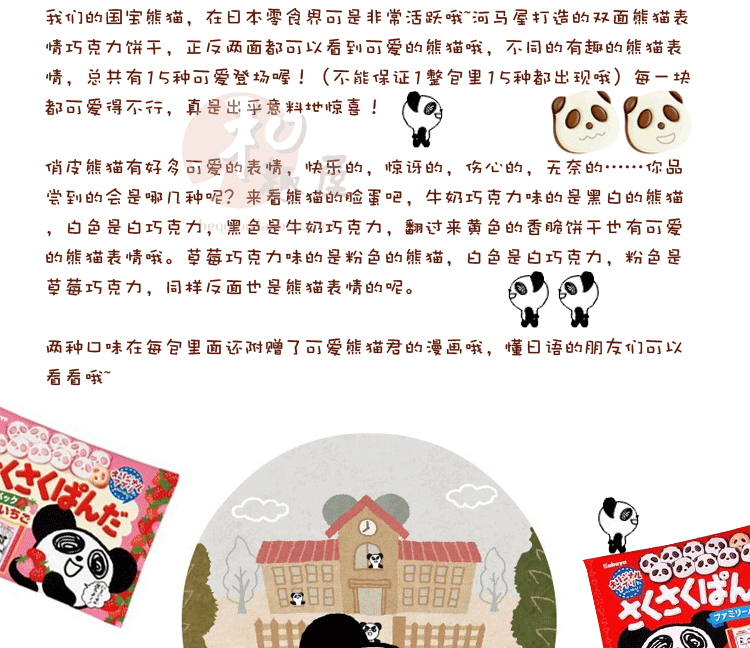 我们的国宝熊猫，在日本零食界可是非常活跃哦~河马屋打造的双面熊猫表
情巧克力饼干，正反两面都可以看到可爱的熊猫哦，不同的有趣的熊猫表
情，总共有15种可爱登场喔！（不能保证1整包里15种都出现哦）每一块
都可爱得不行，真是出乎意料地惊喜！
俏皮熊猫有好多可爱的表情，快乐的，惊讶的，伤心的，无奈的……你品
尝到的会是哪几种呢？来看熊猫的脸蛋吧，牛奶巧克力味的是黑白的熊猫
，白色是白巧克力，黑色是牛奶巧克力，翻过来黄色的香脆饼干也有可爱
的熊猫表情哦。草莓巧克力味的是粉色的熊猫，白色是白巧克力，粉色是
草莓巧克力，同样反面也是熊猫表情的呢。
两种口味在每包里面还附赠了可爱熊猫君的漫画哦，懂日语的朋友们可以
看看哦~
くさくぱんだ
いちご
Kabaya
さくさくぱん